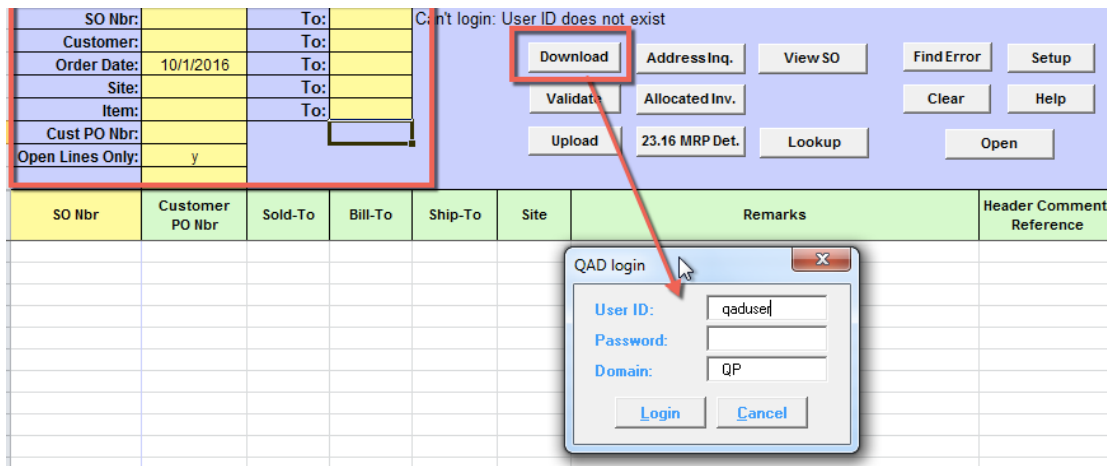 SO Nbr: To: Can't login: User ID does not exist
Customer: To:
Download Address Inq. View SO Find Error Setup
Order Date: 10/1/2016 To:
Site: To:
Validate Allocated Inv. Clear Help
Item: To:
Cust PO Nbr:
Upload 23.16 MRP Det. Lookup Open
Open Lines Only: y
SO Nbr Customer PO Nbr Sold-To Bill-To Ship-To Site Remarks Header Comment Reference
QAD login
User ID: qaduser
Password:
Domain: QP
Login Cancel